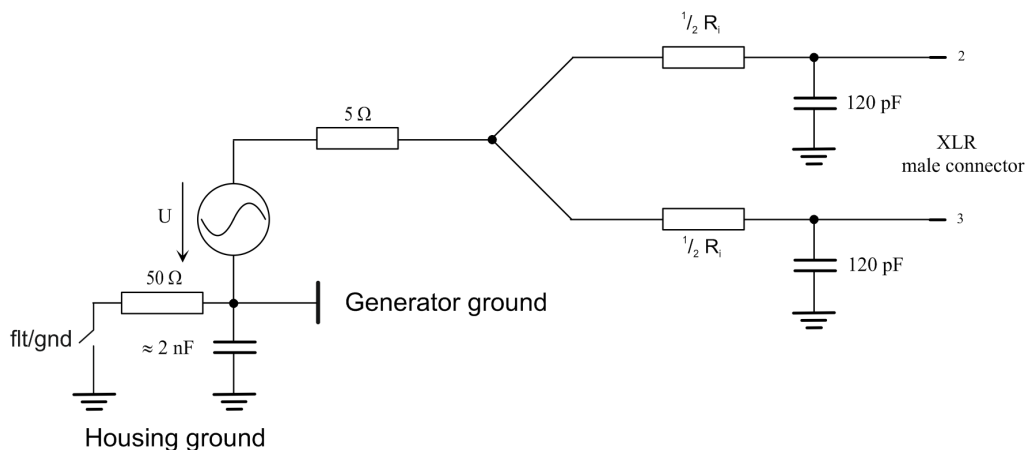 1/2 Ri
2
120 pF
5 Ω
XLR
male connector
U
3
1/2 Ri
120 pF
50 Ω
Generator ground
flt/gnd
≈ 2 nF
Housing ground